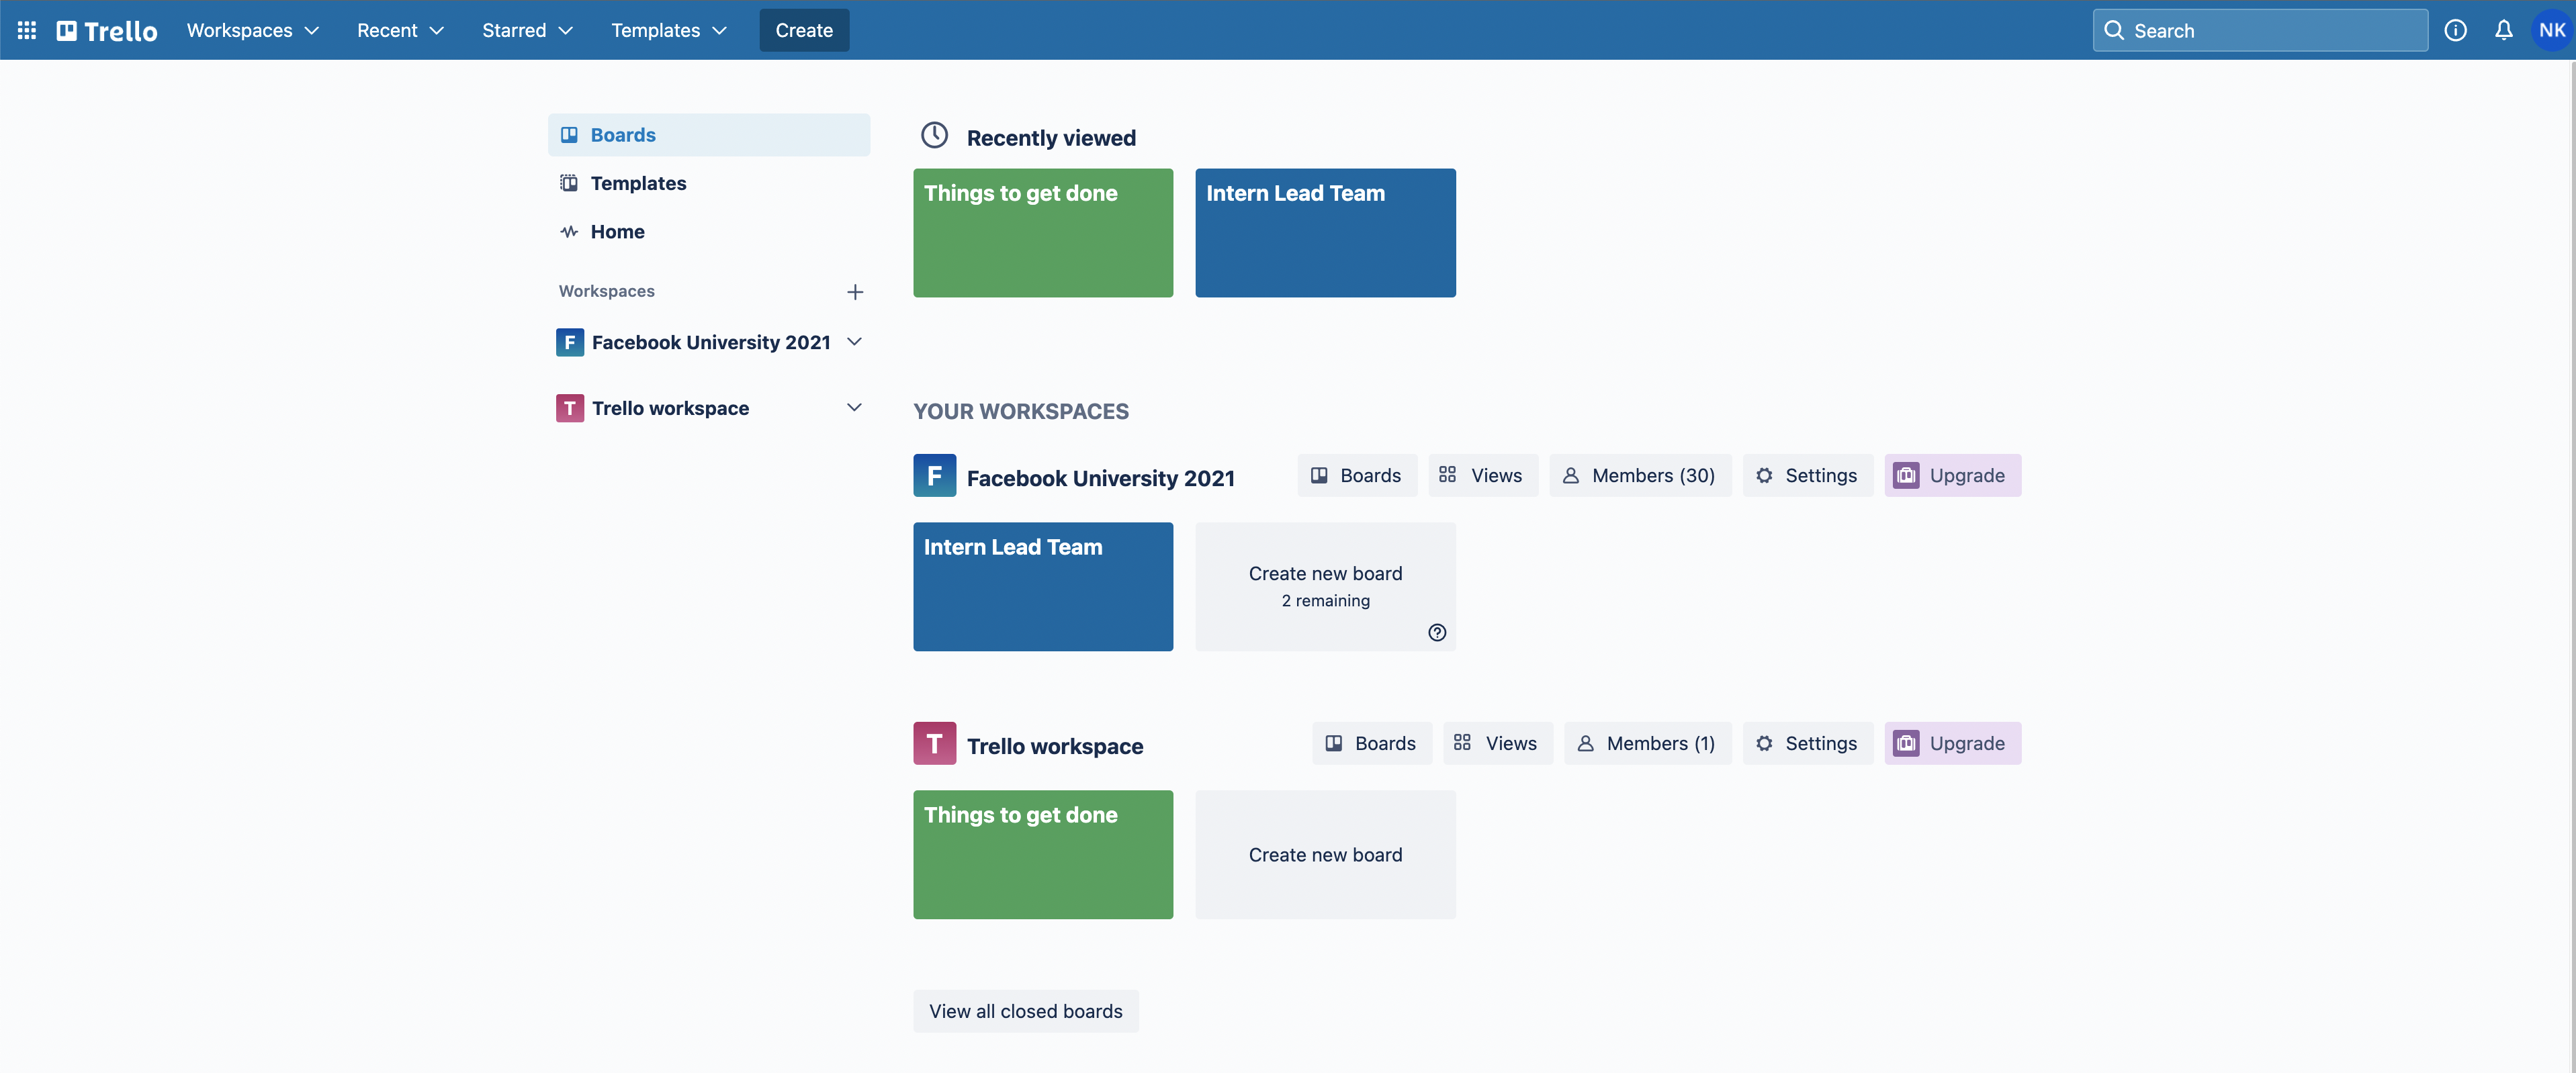 Trello Workspaces Recent Starred Templates Create Search NK
Boards
Templates
Home
Workspaces
F Facebook University 2021
T Trello workspace
Recently viewed
Things to get done
Intern Lead Team
YOUR WORKSPACES
F Facebook University 2021 Boards Views Members (30) Settings Upgrade
Intern Lead Team
Create new board
2 remaining
T Trello workspace Boards Views Members (1) Settings Upgrade
Things to get done
Create new board
View all closed boards